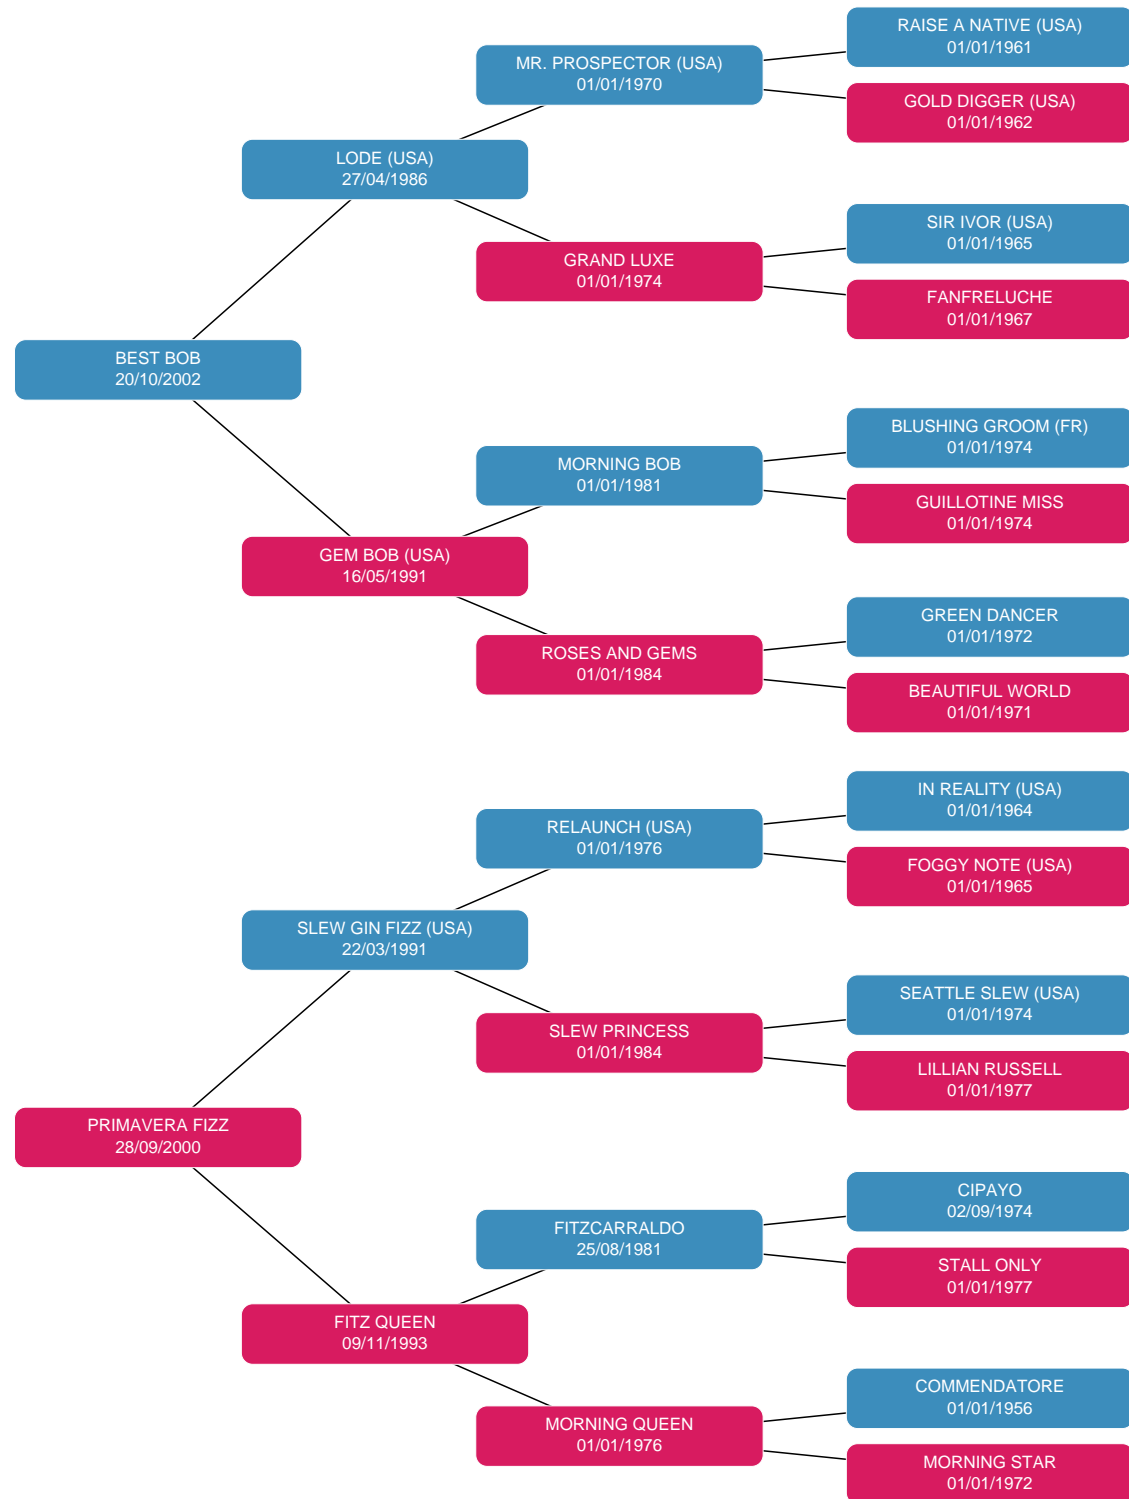 RAISE A NATIVE (USA)
01/01/1961
MR. PROSPECTOR (USA)
01/01/1970
GOLD DIGGER (USA)
01/01/1962
LODE (USA)
27/04/1986
SIR IVOR (USA)
01/01/1965
GRAND LUXE
01/01/1974
FANFRELUCHE
01/01/1967
BEST BOB
20/10/2002
BLUSHING GROOM (FR)
01/01/1974
MORNING BOB
01/01/1981
GUILLOTINE MISS
01/01/1974
GEM BOB (USA)
16/05/1991
GREEN DANCER
01/01/1972
ROSES AND GEMS
01/01/1984
BEAUTIFUL WORLD
01/01/1971
IN REALITY (USA)
01/01/1964
RELAUNCH (USA)
01/01/1976
FOGGY NOTE (USA)
01/01/1965
SLEW GIN FIZZ (USA)
22/03/1991
SEATTLE SLEW (USA)
01/01/1974
SLEW PRINCESS
01/01/1984
LILLIAN RUSSELL
01/01/1977
PRIMAVERA FIZZ
28/09/2000
CIPAYO
02/09/1974
FITZCARRALDO
25/08/1981
STALL ONLY
01/01/1977
FITZ QUEEN
09/11/1993
COMMENDATORE
01/01/1956
MORNING QUEEN
01/01/1976
MORNING STAR
01/01/1972